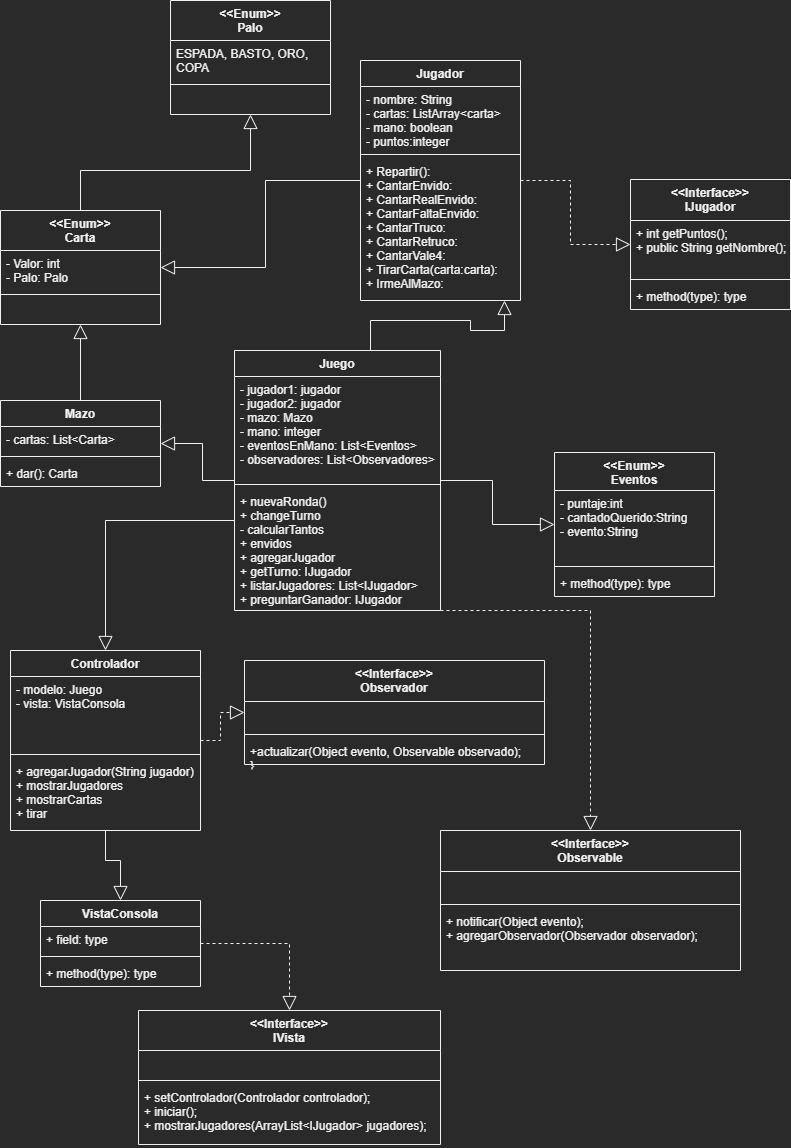 <<Enum>>
Palo
ESPADA, BASTO, ORO,
COPA
Jugador
- nombre: String
- cartas: ListArray<carta>
- mano: boolean
- puntos:integer
+ Repartir():
+ CantarEnvido:
+ CantarRealEnvido:
+ CantarFaltaEnvido:
+ CantarTruco:
+ CantarRetruco:
+ CantarVale4:
+ TirarCarta(carta:carta):
+ IrmeAlMazo:
<<Interface>>
IJugador
+ int getPuntos();
+ public String getNombre();
+ method(type): type
<<Enum>>
Carta
- Valor: int
- Palo: Palo
Mazo
- cartas: List<Carta>
+ dar(): Carta
Juego
- jugador1: jugador
- jugador2: jugador
- mazo: Mazo
- mano: integer
- eventosEnMano: List<Eventos>
- observadores: List<Observadores>
+ nuevaRonda()
+ changeTurno
- calcularTantos
+ envidos
+ agregarJugador
+ getTurno: IJugador
+ listarJugadores: List<IJugador>
+ preguntarGanador: IJugador
<<Enum>>
Eventos
- puntaje:int
- cantadoQuerido:String
- evento:String
+ method(type): type
Controlador
- modelo: Juego
- vista: VistaConsola
+ agregarJugador(String jugador)
+ mostrarJugadores
+ mostrarCartas
+ tirar
<<Interface>>
Observador
+actualizar(Object evento, Observable observado);
}
<<Interface>>
Observable
+ notificar(Object evento);
+ agregarObservador(Observador observador);
VistaConsola
+ field: type
+ method(type): type
<<Interface>>
IVista
+ setControlador(Controlador controlador);
+ iniciar();
+ mostrarJugadores(ArrayList<IJugador> jugadores);